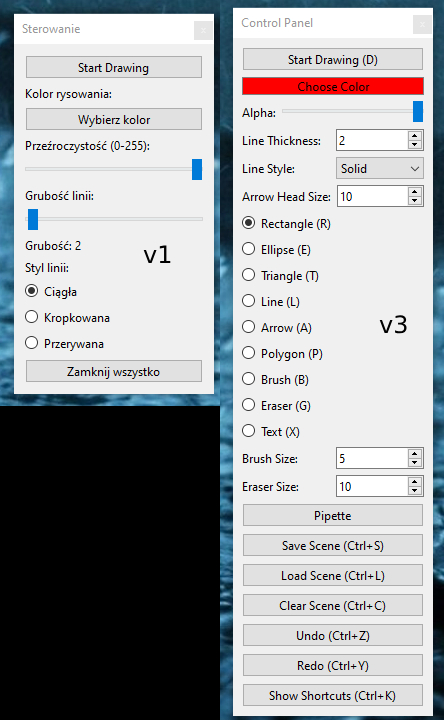 Sterowanie
Start Drawing
Kolor rysowania:
Wybierz kolor
Przeźroczystość (0-255):
Grubość linii:
Grubość: 2
Styl linii:
Ciągła
Kropkowana
Przerywana
Zamknij wszystko
v1
Control Panel
Start Drawing (D)
Choose Color
Alpha:
Line Thickness: 2
Line Style: Solid
Arrow Head Size: 10
Rectangle (R)
Ellipse (E)
Triangle (T)
Line (L)
Arrow (A)
Polygon (P)
Brush (B)
Eraser (G)
Text (X)
v3
Brush Size: 5
Eraser Size: 10
Pipette
Save Scene (Ctrl+S)
Load Scene (Ctrl+L)
Clear Scene (Ctrl+C)
Undo (Ctrl+Z)
Redo (Ctrl+Y)
Show Shortcuts (Ctrl+K)